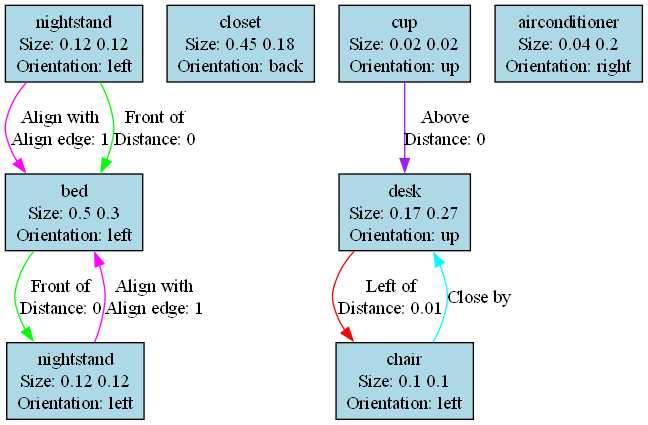 nightstand
Size: 0.12 0.12
Orientation: left
closet
Size: 0.45 0.18
Orientation: back
cup
Size: 0.02 0.02
Orientation: up
airconditioner
Size: 0.04 0.2
Orientation: right
Align with
Align edge: 1
Front of
Distance: 0
Above
Distance: 0
bed
Size: 0.5 0.3
Orientation: left
desk
Size: 0.17 0.27
Orientation: up
Front of
Distance: 0
Align with
Align edge: 1
Left of
Distance: 0.01
Close by
nightstand
Size: 0.12 0.12
Orientation: left
chair
Size: 0.1 0.1
Orientation: left